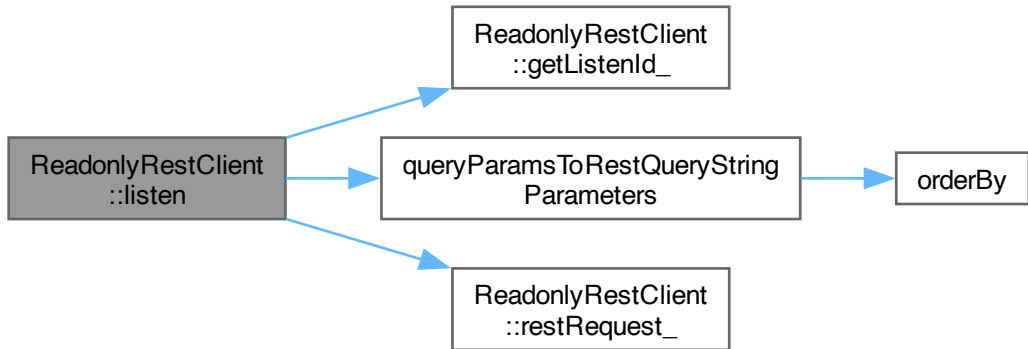 ReadonlyRestClient
::listen
ReadonlyRestClient
::getListenId_
queryParamsToRestQueryString
Parameters
orderBy
ReadonlyRestClient
::restRequest_